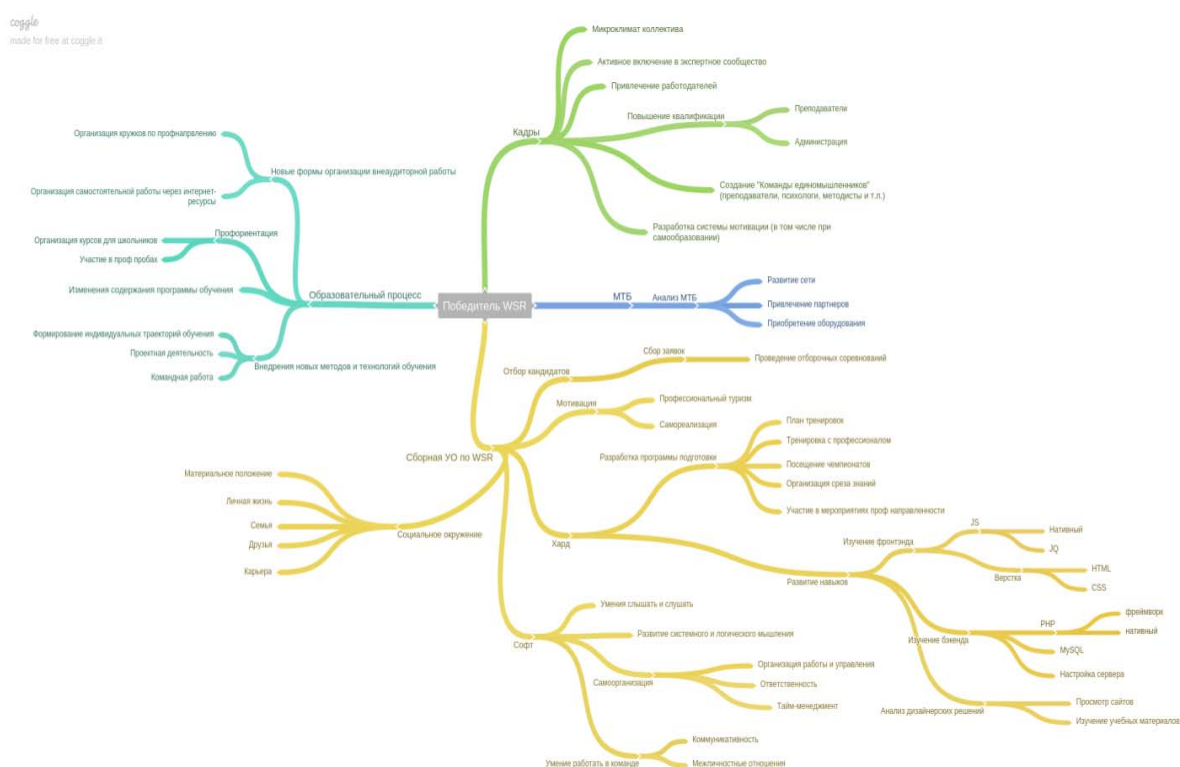 coggle
made for free at coggle.it
Микроклимат коллектива
Активное включение в экспертное сообщество
Привлечение работодателей
Кадры
Повышение квалификации
Преподаватели
Администрация
Создание "Команды единомышленников"
(преподаватели, психологи, методисты и т.п.)
Разработка системы мотивации (в том числе при
самообразовании)
Организация кружков по профнапрвлению
Новые формы организации внеаудиторной работы
Организация самостоятельной работы через интернет-
ресурсы
Профориентация
Организация курсов для школьников
Участие в проф пробах
Изменения содержания программы обучения
Образовательный процесс
Формирование индивидуальных траекторий обучения
Проектная деятельность
Командная работа
Внедрения новых методов и технологий обучения
Победитель WSR
МТБ
Анализ МТБ
Развитие сети
Привлечение партнеров
Приобретение оборудования
Сборная УО по WSR
Отбор кандидатов
Сбор заявок
Проведение отборочных соревнований
Мотивация
Профессиональный туризм
Самореализация
Хард
Разработка программы подготовки
План тренировок
Тренировка с профессионалом
Посещение чемпионатов
Организация среза знаний
Участие в мероприятиях проф направленности
Развитие навыков
Изучение фронтэнда
JS
Нативный
JQ
Верстка
HTML
CSS
Изучение бэкенда
PHP
фреймворк
нативный
MySQL
Настройка сервера
Анализ дизайнерских решений
Просмотр сайтов
Изучение учебных материалов
Материальное положение
Личная жизнь
Семья
Друзья
Карьера
Социальное окружение
Софт
Умения слышать и слушать
Развитие системного и логического мышления
Самоорганизация
Организация работы и управления
Ответственность
Тайм-менеджмент
Умение работать в команде
Коммуникативность
Межличностные отношения